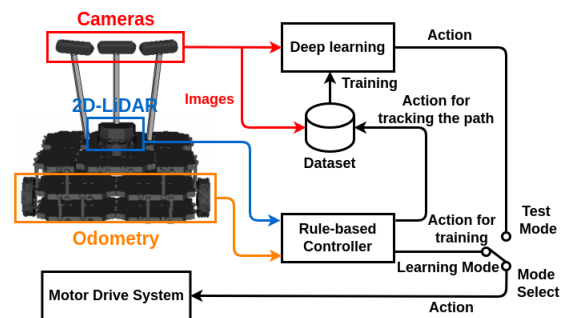 Cameras
Deep learning
Action
Training
Images
2D-LiDAR
Action for
tracking the path
Dataset
Odometry
Rule-based
Controller
Action for
training
Test
Mode
Learning Mode
Mode
Select
Motor Drive System
Action